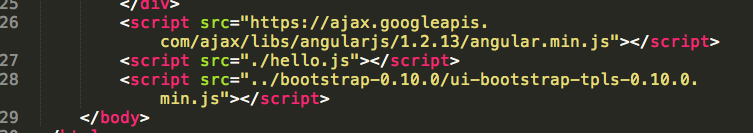 25 </div>
26 <script src="https://ajax.googleapis.
com/ajax/libs/angularjs/1.2.13/angular.min.js"></script>
27 <script src="./hello.js"></script>
28 <script src="../bootstrap-0.10.0/ui-bootstrap-tpls-0.10.0.
min.js"></script>
29 </body>